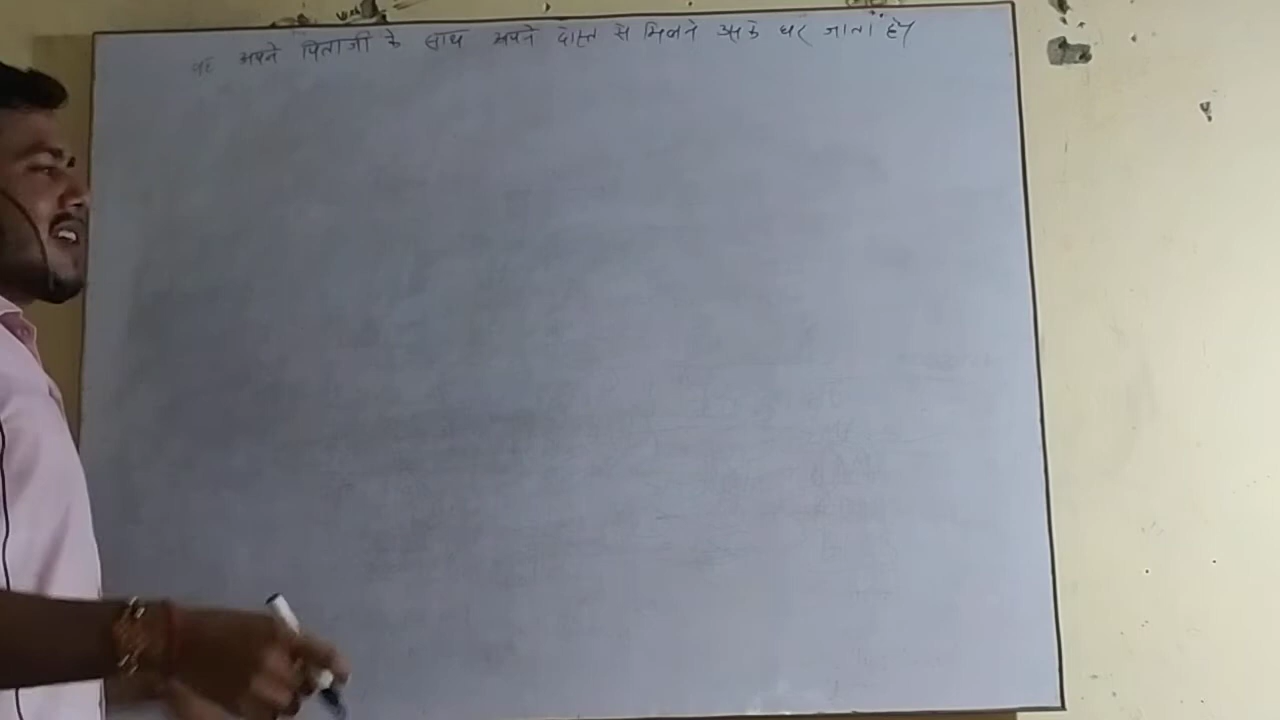 वह अपने पिताजी के साथ अपने दोस्त से मिलने उसके घर जाता है।